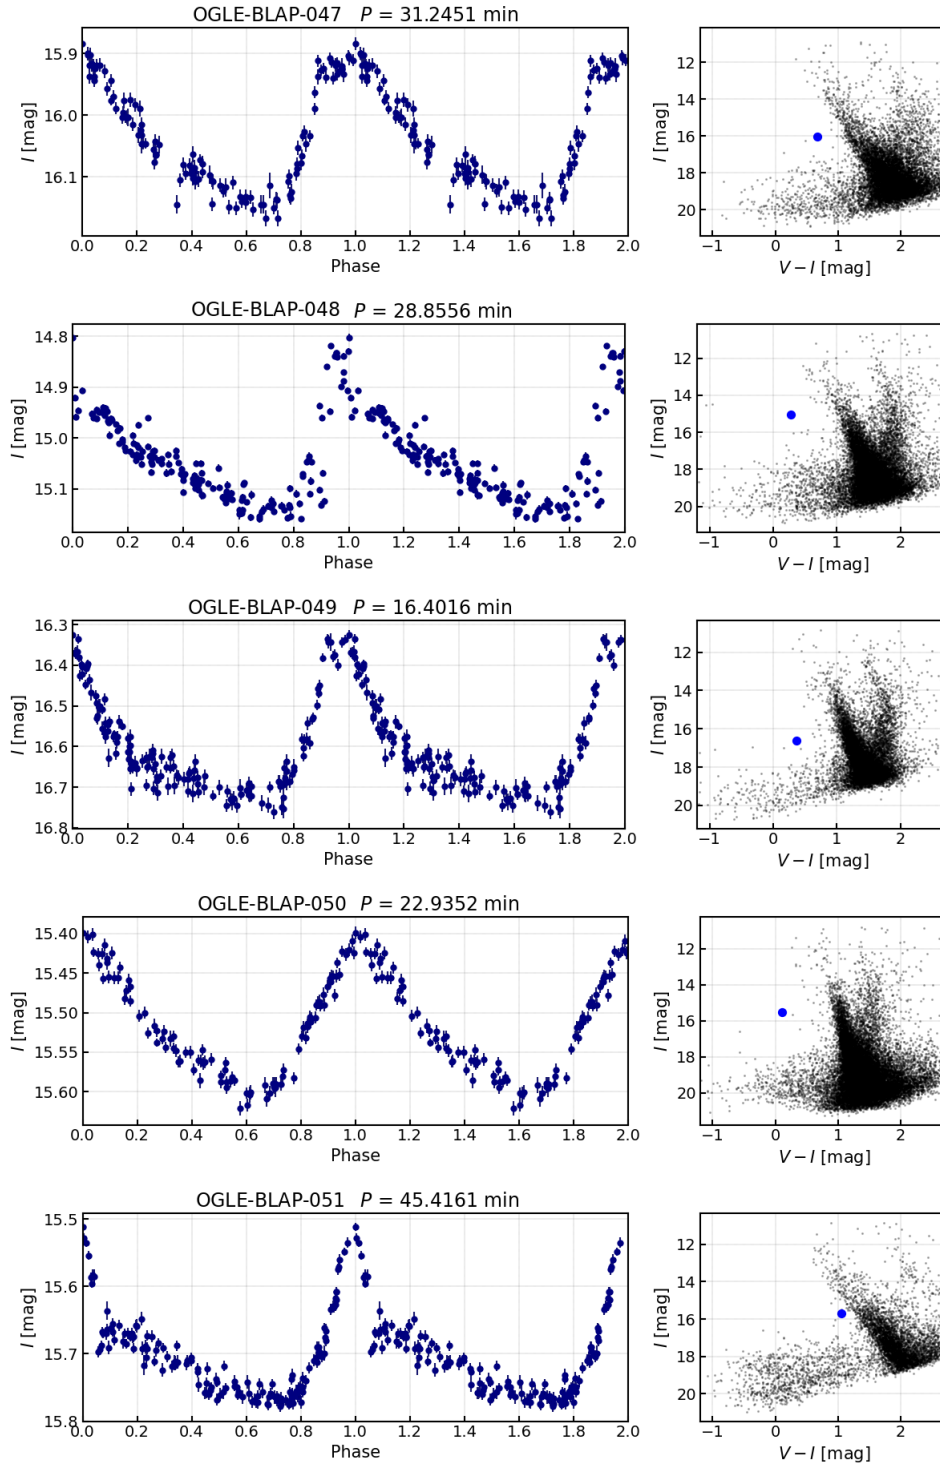 OGLE-BLAP-047 P = 31.2451 min
15.9
16.0
16.1
I [mag]
0.0 0.2 0.4 0.6 0.8 1.0 1.2 1.4 1.6 1.8 2.0
Phase
12
14
16
18
20
I [mag]
−1 0 1 2
V − I [mag]
OGLE-BLAP-048 P = 28.8556 min
14.8
14.9
15.0
15.1
I [mag]
0.0 0.2 0.4 0.6 0.8 1.0 1.2 1.4 1.6 1.8 2.0
Phase
12
14
16
18
20
I [mag]
−1 0 1 2
V − I [mag]
OGLE-BLAP-049 P = 16.4016 min
16.3
16.4
16.5
16.6
16.7
16.8
I [mag]
0.0 0.2 0.4 0.6 0.8 1.0 1.2 1.4 1.6 1.8 2.0
Phase
12
14
16
18
20
I [mag]
−1 0 1 2
V − I [mag]
OGLE-BLAP-050 P = 22.9352 min
15.40
15.45
15.50
15.55
15.60
I [mag]
0.0 0.2 0.4 0.6 0.8 1.0 1.2 1.4 1.6 1.8 2.0
Phase
12
14
16
18
20
I [mag]
−1 0 1 2
V − I [mag]
OGLE-BLAP-051 P = 45.4161 min
15.5
15.6
15.7
15.8
I [mag]
0.0 0.2 0.4 0.6 0.8 1.0 1.2 1.4 1.6 1.8 2.0
Phase
12
14
16
18
20
I [mag]
−1 0 1 2
V − I [mag]